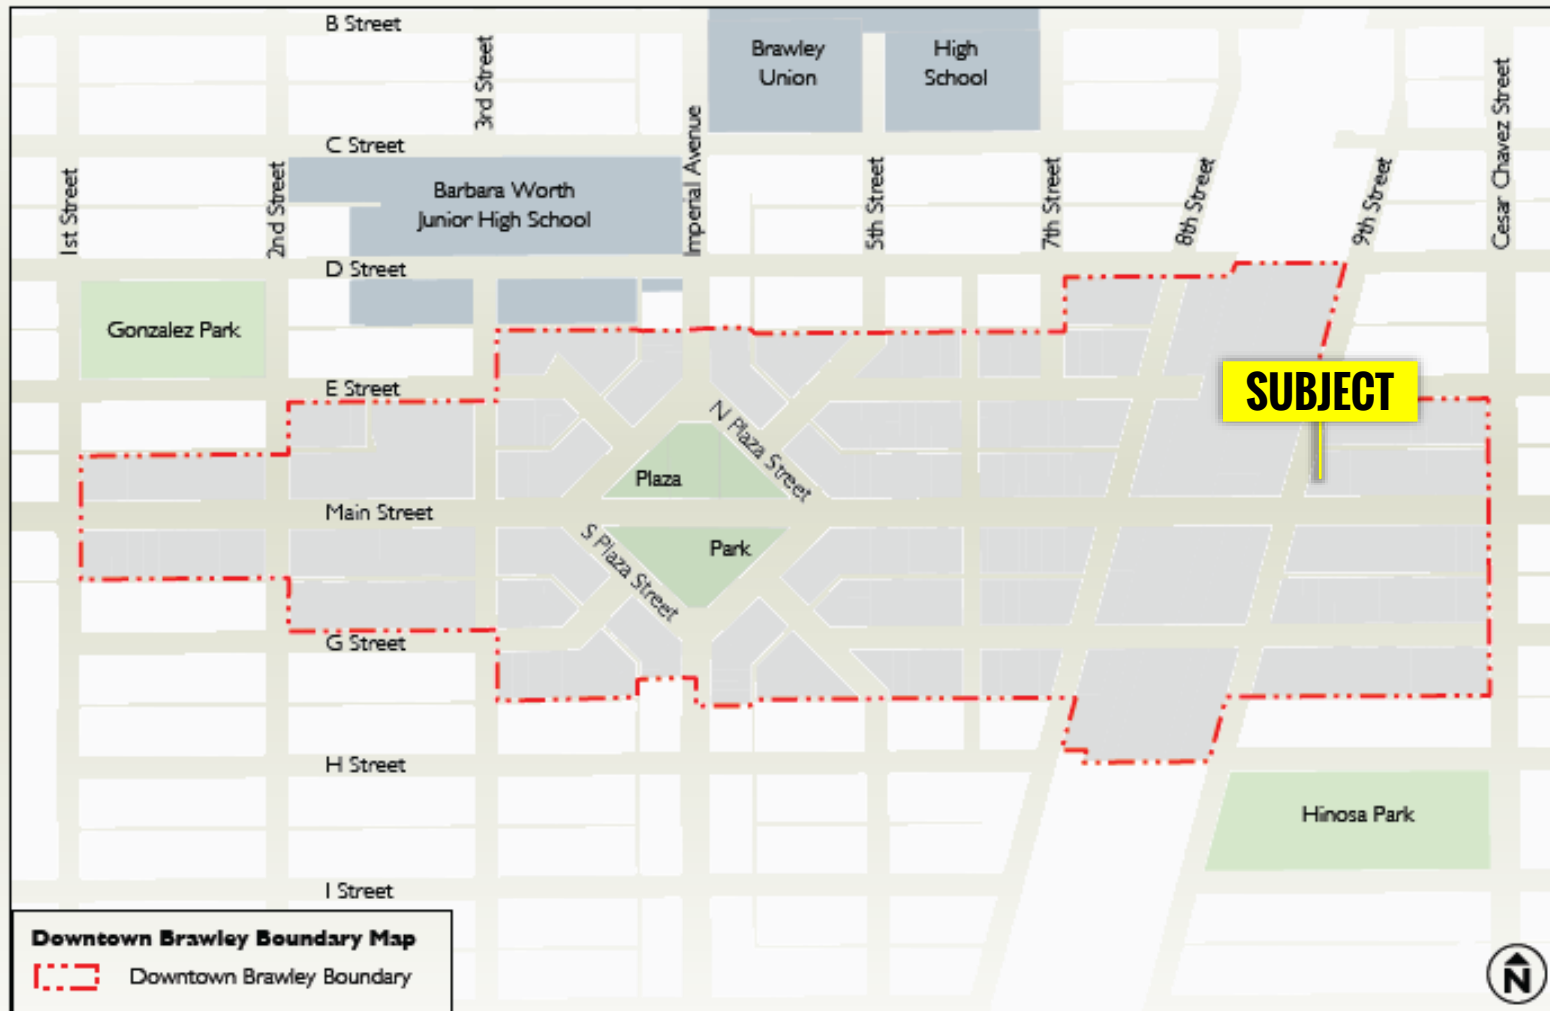 B Street
3rd Street
Brawley
Union
High
School
Cesar Chavez Street
C Street
Imperial Avenue
1st Street
2nd Street
Barbara Worth
Junior High School
5th Street
7th Street
8th Street
9th Street
D Street
Gonzalez Park
E Street
SUBJECT
N Plaza Street
Plaza
Main Street
S Plaza Street
Park
G Street
H Street
Hinosa Park
I Street
Downtown Brawley Boundary Map
Downtown Brawley Boundary
N